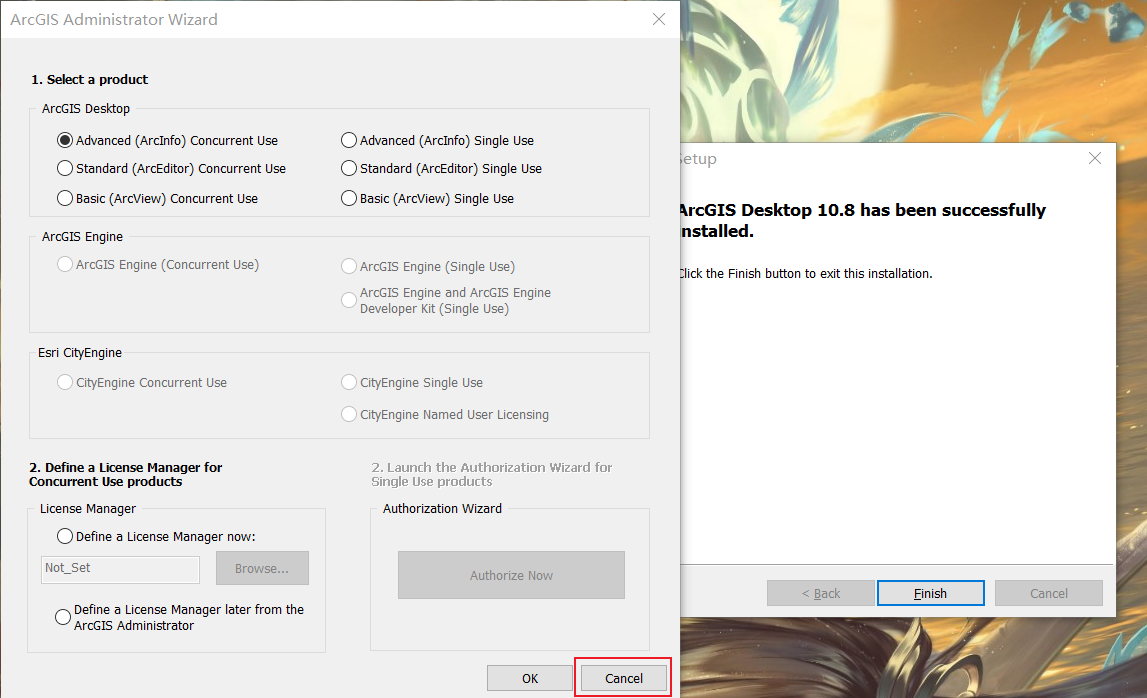 ArcGIS Administrator Wizard
1. Select a product
ArcGIS Desktop
Advanced (ArcInfo) Concurrent Use
Advanced (ArcInfo) Single Use
Standard (ArcEditor) Concurrent Use
Standard (ArcEditor) Single Use
Basic (ArcView) Concurrent Use
Basic (ArcView) Single Use
ArcGIS Engine
ArcGIS Engine (Concurrent Use)
ArcGIS Engine (Single Use)
ArcGIS Engine and ArcGIS Engine
Developer Kit (Single Use)
Esri CityEngine
CityEngine Concurrent Use
CityEngine Single Use
CityEngine Named User Licensing
2. Define a License Manager for
Concurrent Use products
License Manager
Define a License Manager now:
Not_Set
Browse...
Define a License Manager later from the
ArcGIS Administrator
2. Launch the Authorization Wizard for
Single Use products
Authorization Wizard
Authorize Now
OK
Cancel
Setup
ArcGIS Desktop 10.8 has been successfully
installed.
Click the Finish button to exit this installation.
< Back
Finish
Cancel